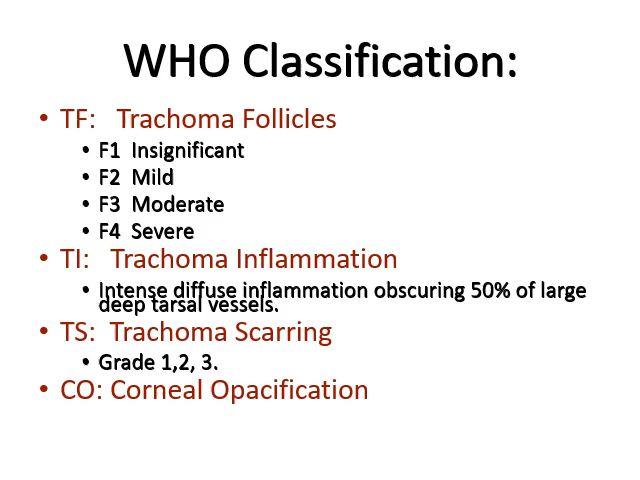 WHO Classification:
• TF: Trachoma Follicles
• F1 Insignificant
• F2 Mild
• F3 Moderate
• F4 Severe
• TI: Trachoma Inflammation
• Intense diffuse inflammation obscuring 50% of large
deep tarsal vessels.
• TS: Trachoma Scarring
• Grade 1,2, 3.
• CO: Corneal Opacification